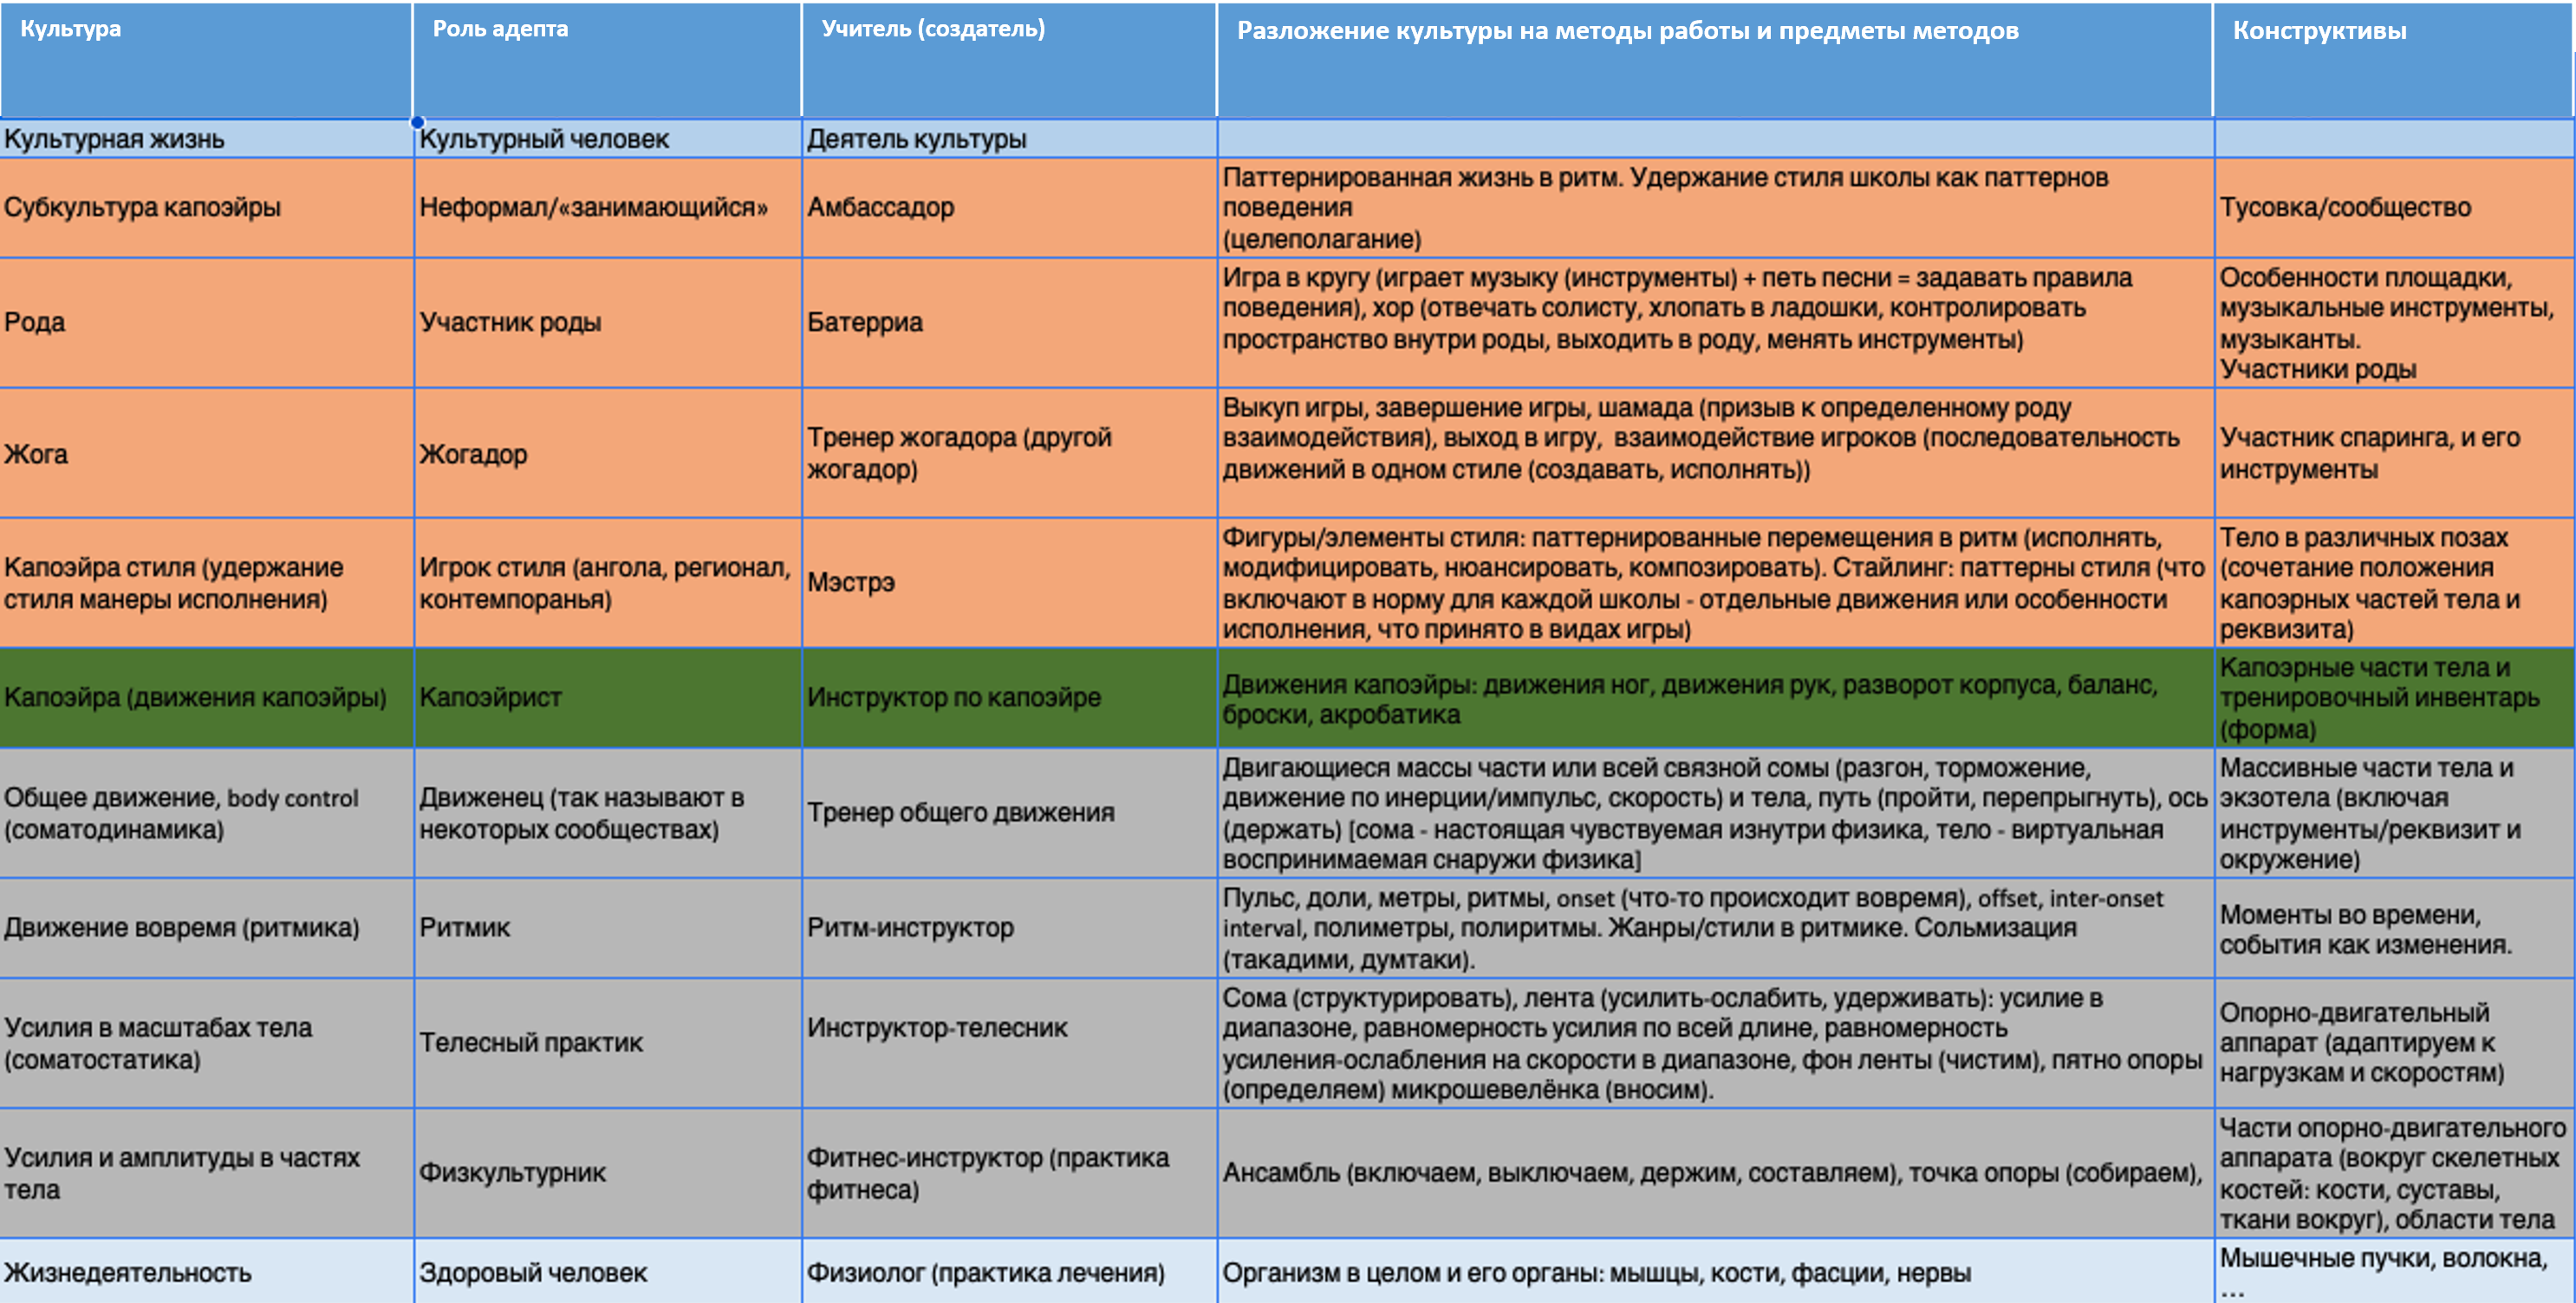 Культура
Роль адепта
Учитель (создатель)
Разложение культуры на методы работы и предметы методов
Конструктивы
Культурная жизнь
Культурный человек
Деятель культуры
Субкультура капоэйры
Неформал/«занимающийся»
Амбассадор
Паттернированная жизнь в ритм. Удержание стиля школы как паттернов
поведения
(целеполагание)
Тусовка/сообщество
Рода
Участник роды
Батерриа
Игра в кругу (играет музыку (инструменты) + петь песни = задавать правила
поведения), хор (отвечать солисту, хлопать в ладошки, контролировать
пространство внутри роды, выходить в роду, менять инструменты)
Особенности площадки,
музыкальные инструменты,
музыканты.
Участники роды
Жога
Жогадор
Тренер жогадора (другой
жогадор)
Выкуп игры, завершение игры, шамада (призыв к определенному роду
взаимодействия), выход в игру, взаимодействие игроков (последовательность
движений в одном стиле (создавать, исполнять))
Участник спаринга, и его
инструменты
Капоэйра стиля (удержание
стиля манеры исполнения)
Игрок стиля (ангола, регионал,
контемпоранья)
Мэстрэ
Фигуры/элементы стиля: паттернированные перемещения в ритм (исполнять,
модифицировать, нюансировать, композировать). Стайлинг: паттерны стиля (что
включают в норму для каждой школы - отдельные движения или особенности
исполнения, что принято в видах игры)
Тело в различных позах
(сочетание положения
капоэрных частей тела и
реквизита)
Капоэйра (движения капоэйры)
Капоэйрист
Инструктор по капоэйре
Движения капоэйры: движения ног, движения рук, разворот корпуса, баланс,
броски, акробатика
Капоэрные части тела и
тренировочный инвентарь
(форма)
Общее движение, body control
(соматодинамика)
Движенец (так называют в
некоторых сообществах)
Тренер общего движения
Двигающиеся массы части или всей связной сомы (разгон, торможение,
движение по инерции/импульс, скорость) и тела, путь (пройти, перепрыгнуть), ось
(держать) [сома - настоящая чувствуемая изнутри физика, тело - виртуальная
воспринимаемая снаружи физика]
Массивные части тела и
экзотела (включая
инструменты/реквизит и
окружение)
Движение вовремя (ритмика)
Ритмик
Ритм-инструктор
Пульс, доли, метры, ритмы, onset (что-то происходит вовремя), offset, inter-onset
interval, полиметры, полиритмы. Жанры/стили в ритмике. Сольмизация
(такадими, думтаки).
Моменты во времени,
события как изменения.
Усилия в масштабах тела
(соматостатика)
Телесный практик
Инструктор-телесник
Сома (структурировать), лента (усилить-ослабить, удерживать): усилие в
диапазоне, равномерность усилия по всей длине, равномерность
усиления-ослабления на скорости в диапазоне, фон ленты (чистим), пятно опоры
(определяем) микрошевелёнка (вносим).
Опорно-двигательный
аппарат (адаптируем к
нагрузкам и скоростям)
Усилия и амплитуды в частях
тела
Физкультурник
Фитнес-инструктор (практика
фитнеса)
Ансамбль (включаем, выключаем, держим, составляем), точка опоры (собираем),
Части опорно-двигательного
аппарата (вокруг скелетных
костей: кости, суставы,
ткани вокруг), области тела
Жизнедеятельность
Здоровый человек
Физиолог (практика лечения)
Организм в целом и его органы: мышцы, кости, фасции, нервы
Мышечные пучки, волокна,
...